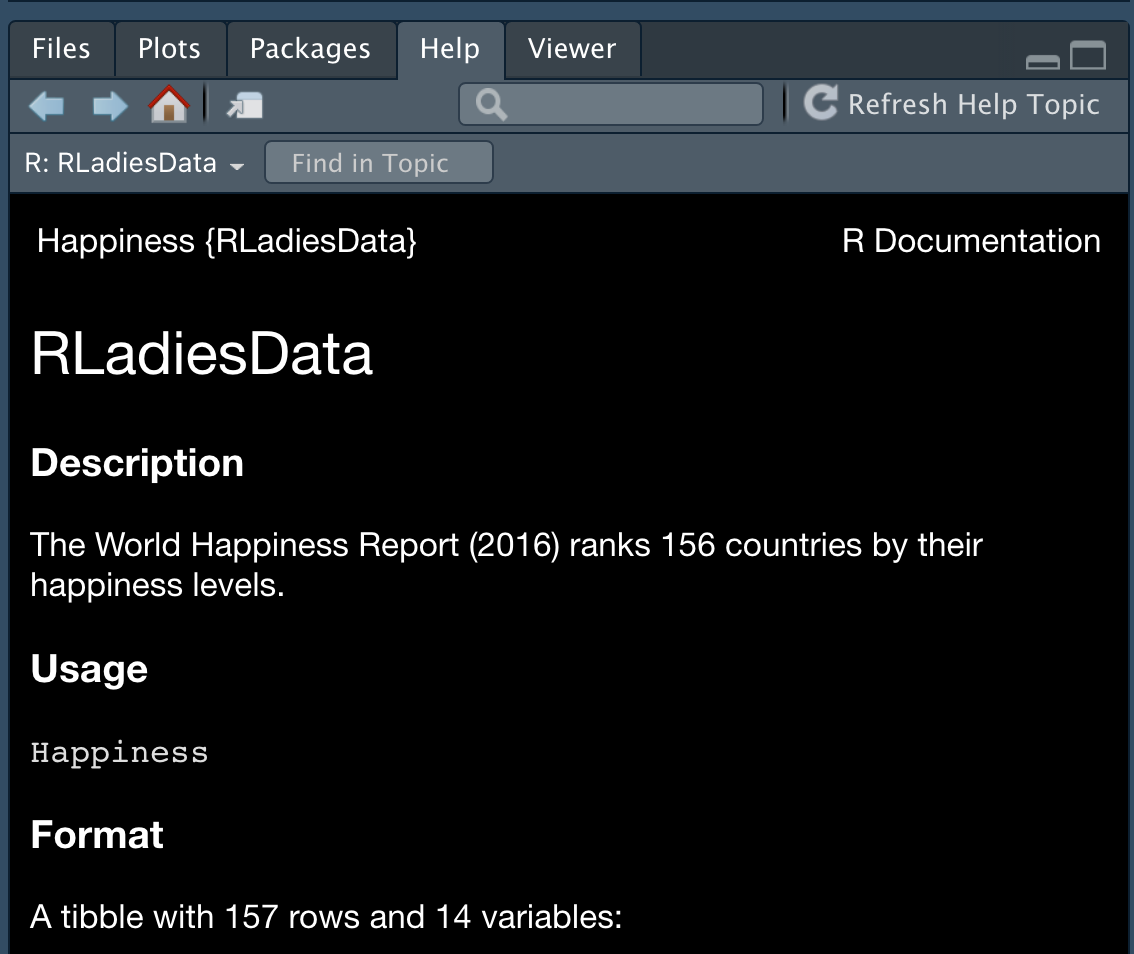 Files Plots Packages Help Viewer
Refresh Help Topic
R: RLadiesData Find in Topic
Happiness {RLadiesData} R Documentation
RLadiesData
Description
The World Happiness Report (2016) ranks 156 countries by their
happiness levels.
Usage
Happiness
Format
A tibble with 157 rows and 14 variables: